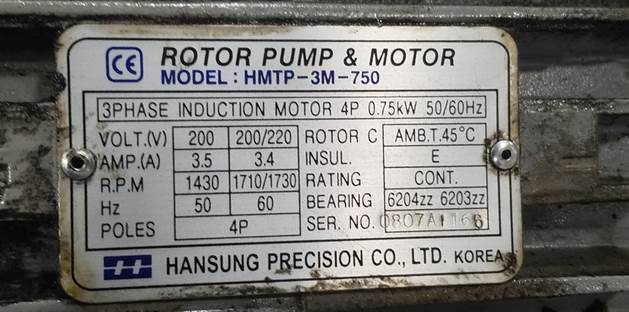 CE ROTOR PUMP & MOTOR
MODEL : HMTP-3M-750
3PHASE INDUCTION MOTOR 4P 0.75kW 50/60Hz
VOLT.(V) 200 200/220 ROTOR C AMB.T.45°C
AMP.(A) 3.5 3.4 INSUL. E
R.P.M 1430 1710/1730 RATING CONT.
Hz 50 60 BEARING 6204zz 6203zz
POLES 4P SER. NO.
HANSUNG PRECISION CO., LTD. KOREA